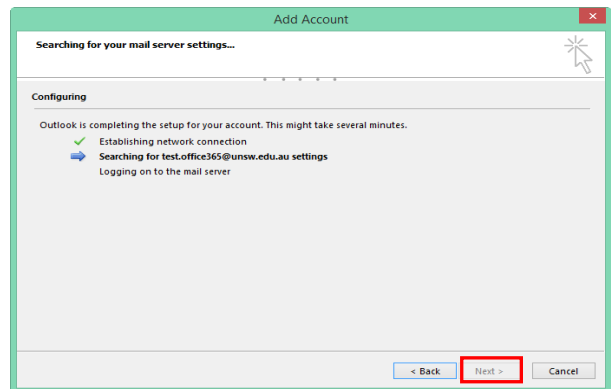 Add Account
Searching for your mail server settings...
Configuring
Outlook is completing the setup for your account. This might take several minutes.
Establishing network connection
Searching for test.office365@unsw.edu.au settings
Logging on to the mail server
< Back Next > Cancel